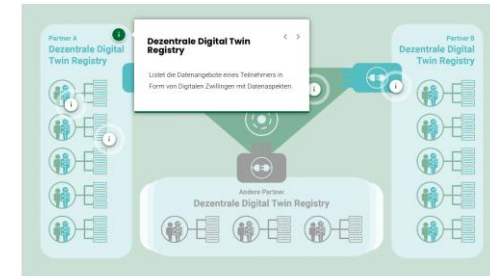 Partner A
Dezentrale Digital
Twin Registry
Dezentrale Digital Twin
Registry
Listet die Datenangebote eines Teilnehmers in
Form von Digitalen Zwillingen mit Datenaspekten
Partner B
Dezentrale Digital
Twin Registry
Andere Partner
Dezentrale Digital Twin Registry